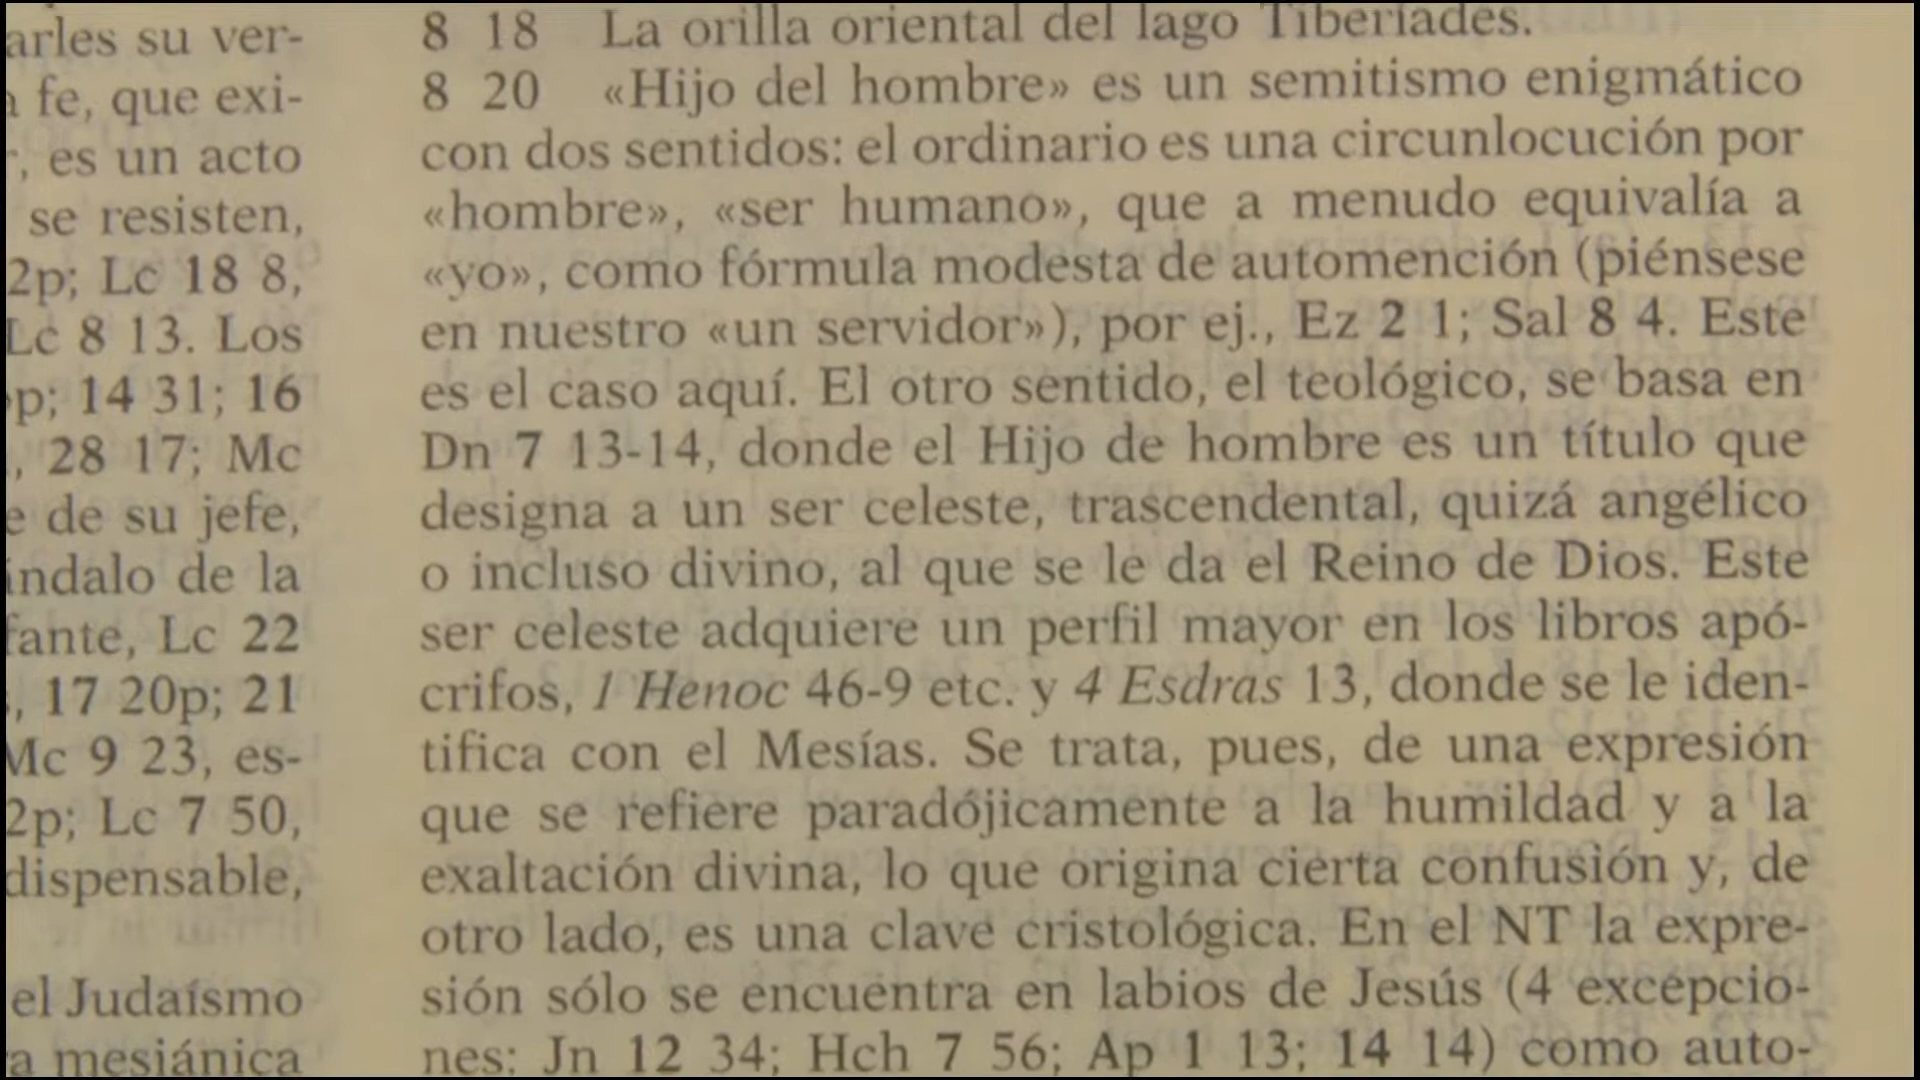 arles su ver-
fe, que exi-
, es un acto
se resisten,
2p; Lc 18 8,
Lc 8 13. Los
p; 14 31; 16
, 28 17; Mc
e de su jefe,
ndalo de la
fante, Lc 22
, 17 20p; 21
Mc 9 23, es-
2p; Lc 7 50,
dispensable,
el Judaísmo
a mesiánica
8 18 La orilla oriental del lago Tiberíades.
8 20 «Hijo del hombre» es un semitismo enigmático
con dos sentidos: el ordinario es una circunlocución por
«hombre», «ser humano», que a menudo equivalía a
«yo», como fórmula modesta de automención (piénsese
en nuestro «un servidor»), por ej., Ez 2 1; Sal 8 4. Este
es el caso aquí. El otro sentido, el teológico, se basa en
Dn 7 13-14, donde el Hijo de hombre es un título que
designa a un ser celeste, trascendental, quizá angélico
o incluso divino, al que se le da el Reino de Dios. Este
ser celeste adquiere un perfil mayor en los libros apó-
crifos, 1 Henoc 46-9 etc. y 4 Esdras 13, donde se le iden-
tifica con el Mesías. Se trata, pues, de una expresión
que se refiere paradójicamente a la humildad y a la
exaltación divina, lo que origina cierta confusión y, de
otro lado, es una clave cristológica. En el NT la expre-
sión sólo se encuentra en labios de Jesús (4 excepcio-
nes: Jn 12 34; Hch 7 56; Ap 1 13; 14 14) como auto-